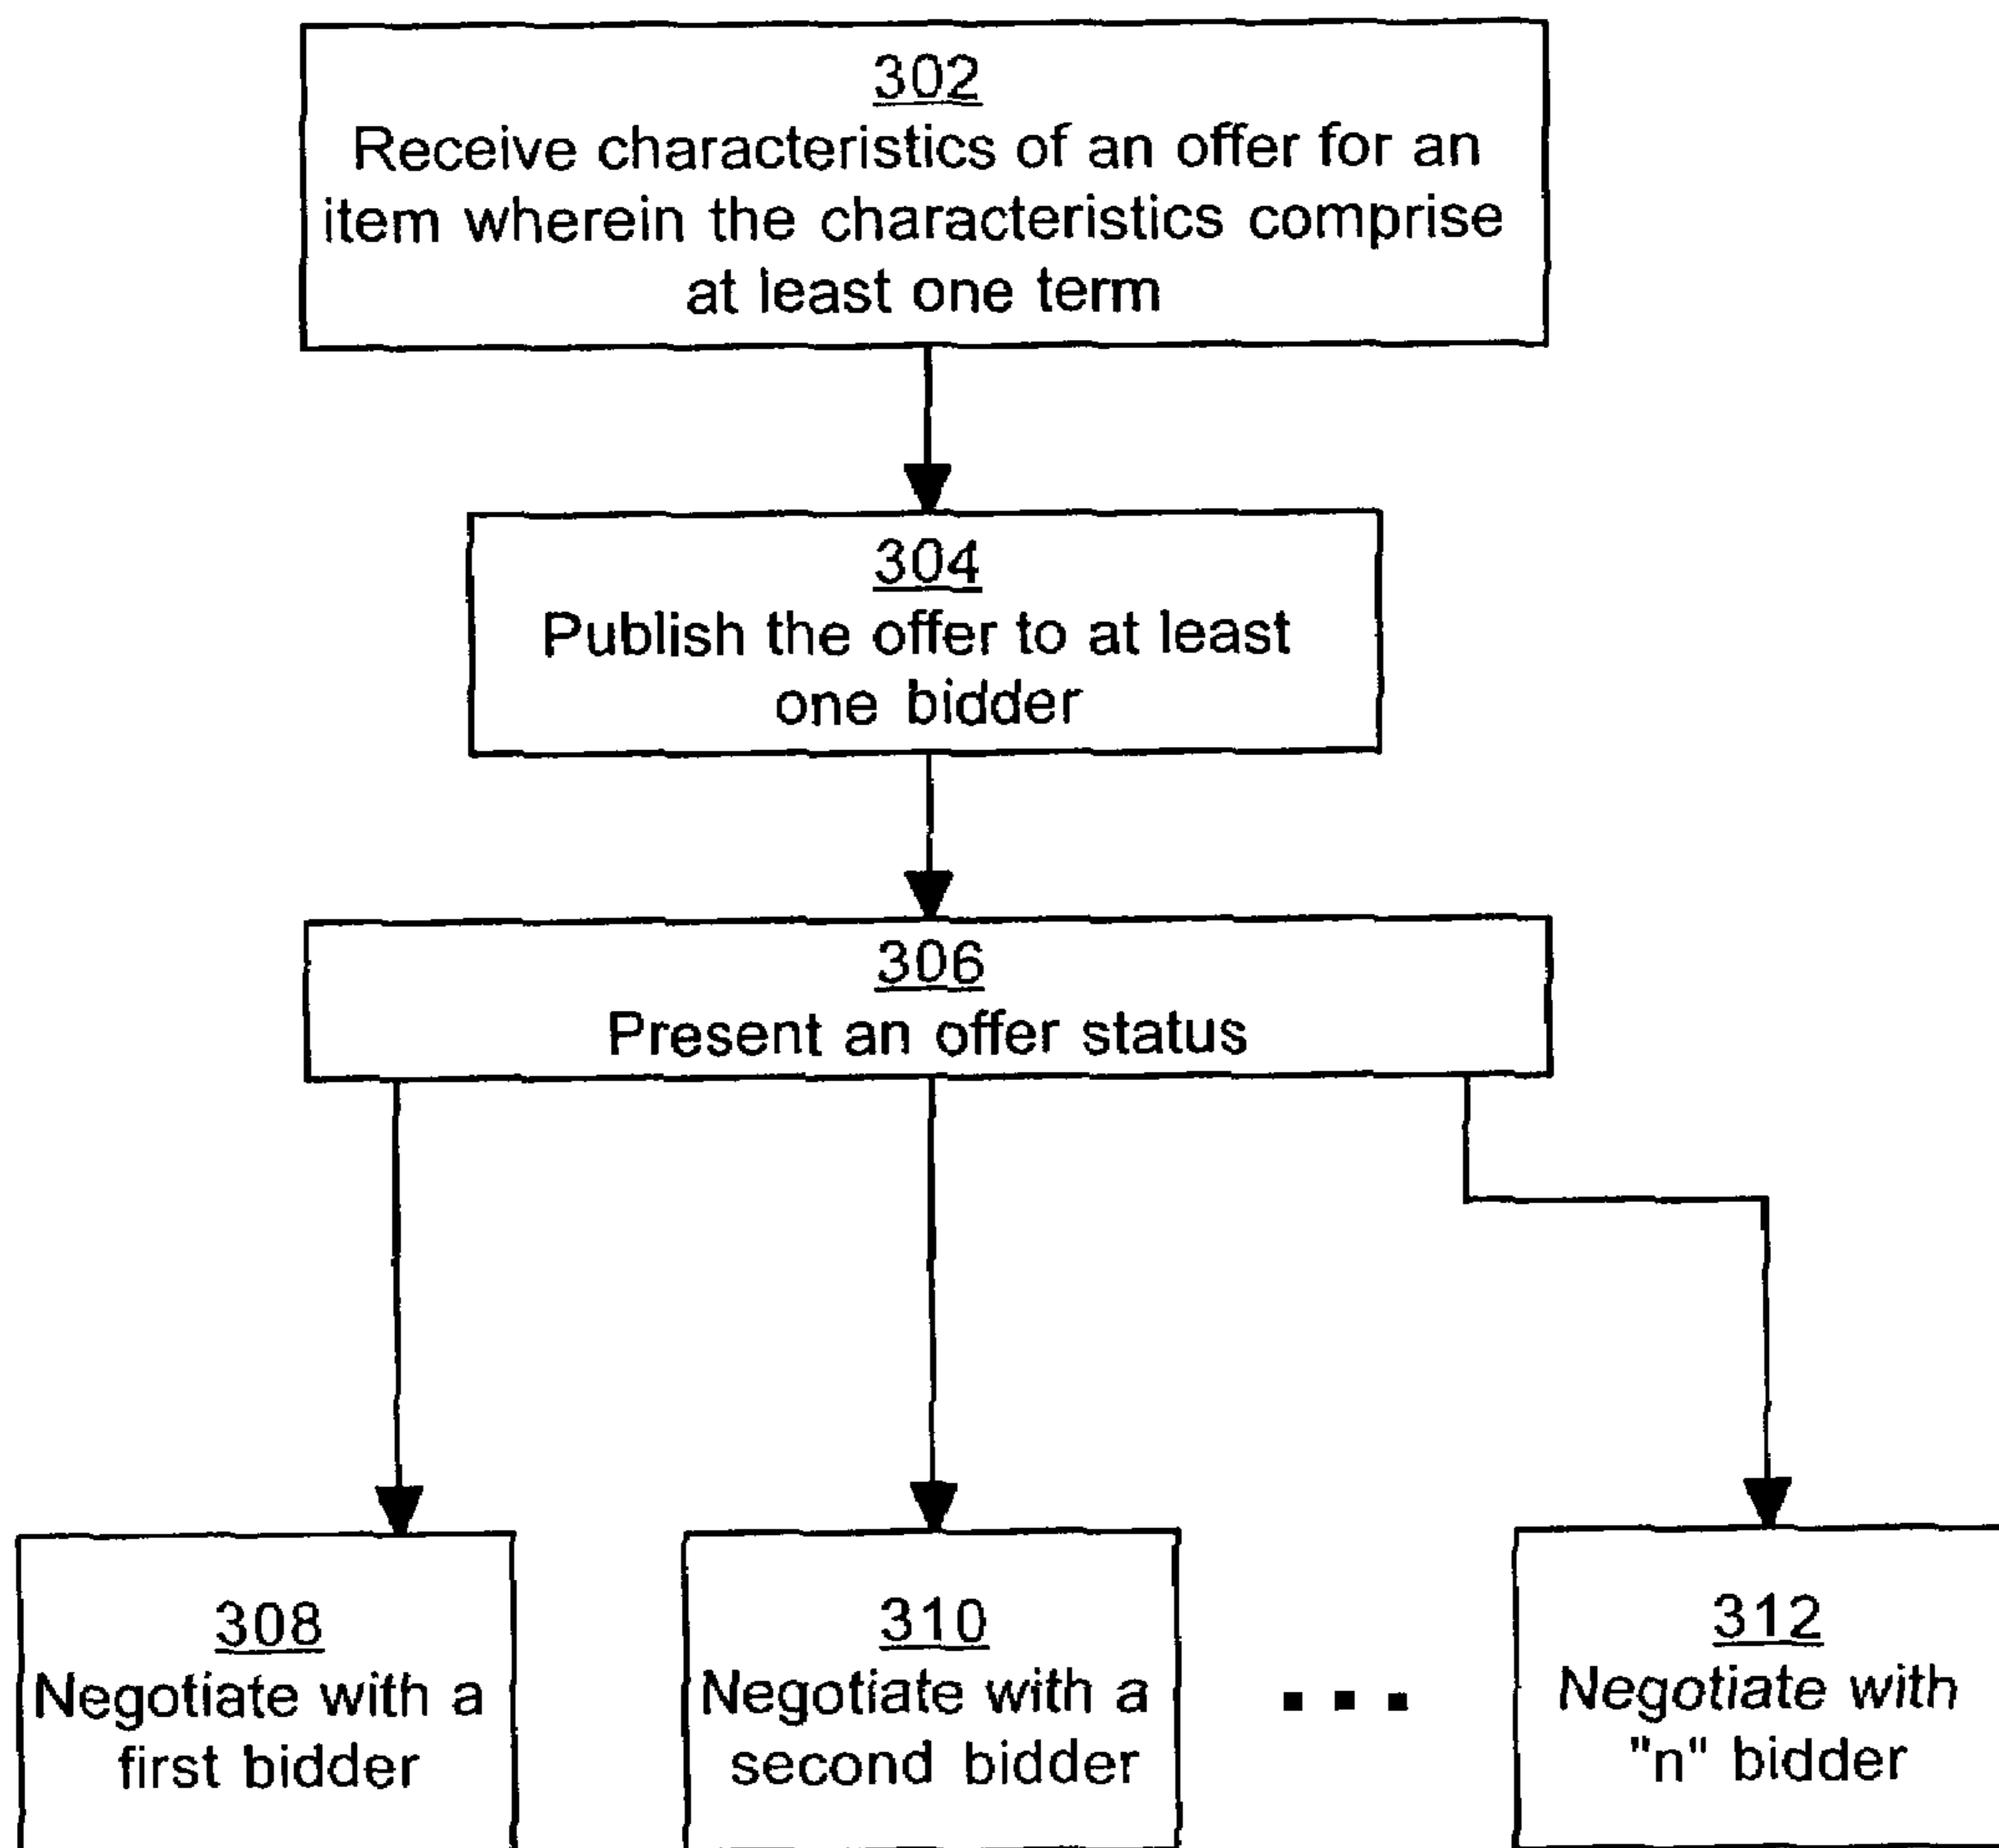 302
Receive characteristics of an offer for an
item wherein the characteristics comprise
at least one term
304
Publish the offer to at least
one bidder
306
Present an offer status
308
Negotiate with a
first bidder
310
Negotiate with a
second bidder
...
312
Negotiate with
"n" bidder